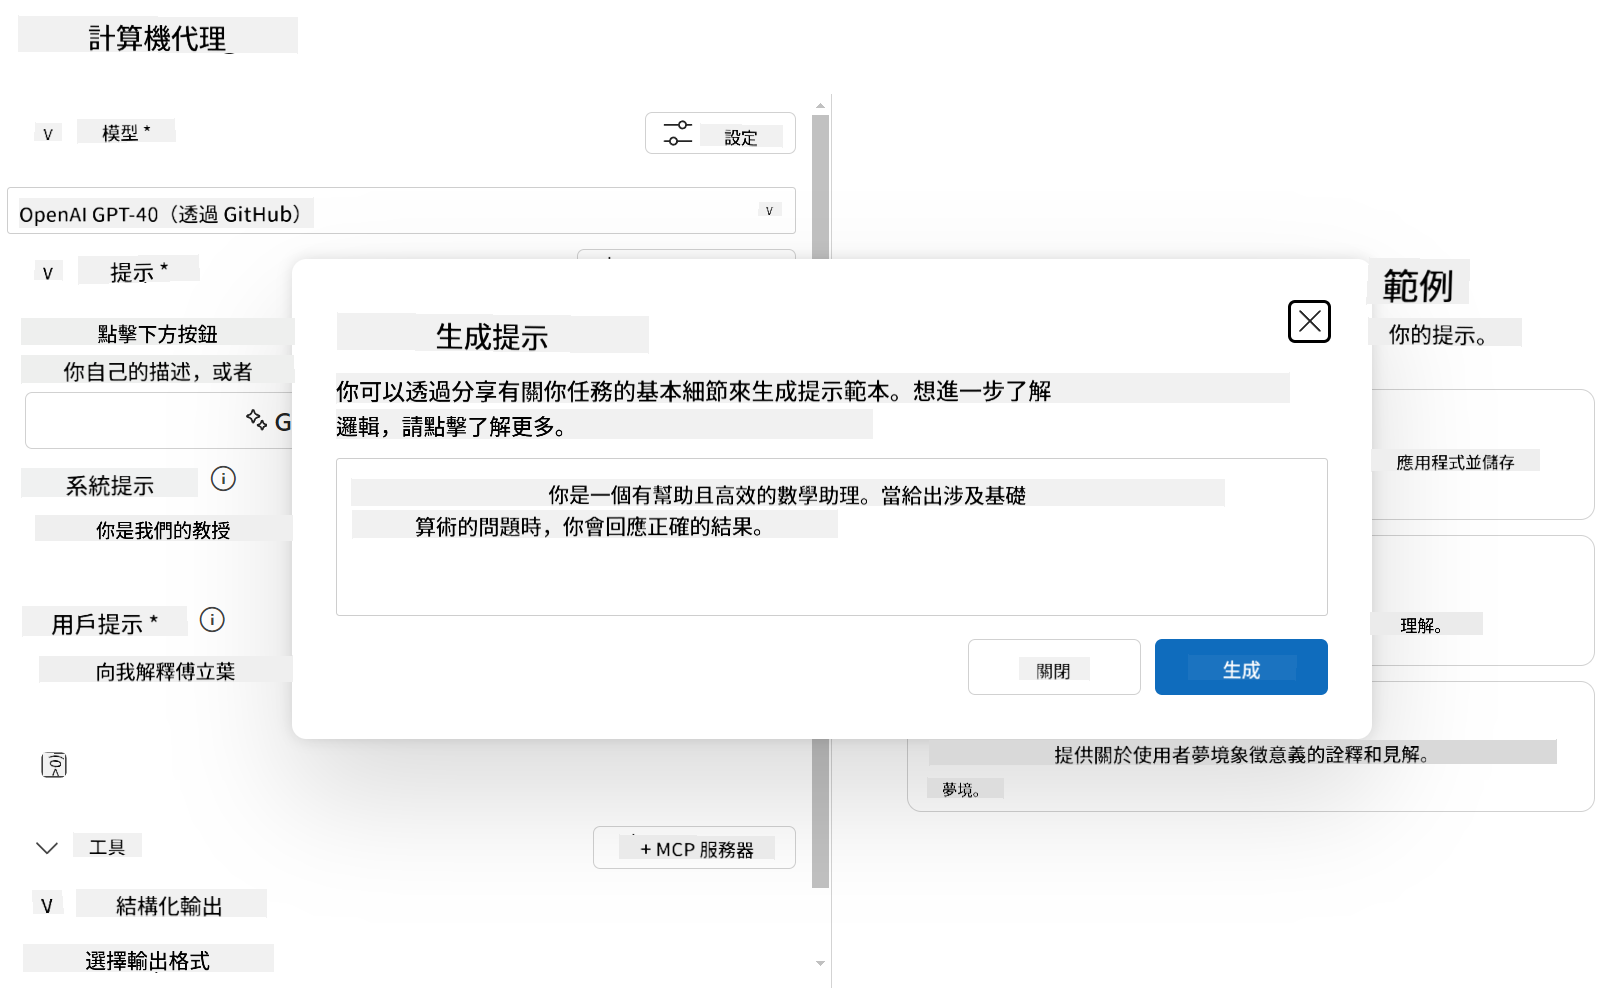 計算機代理
v 模型 *
設定
OpenAI GPT-40（透過 GitHub）
v
v 提示 *
點擊下方按鈕
你自己的描述，或者
G
系統提示
你是我們的教授
用戶提示 *
向我解釋傅立葉
工具
+ MCP 服務器
v 結構化輸出
選擇輸出格式
生成提示
你可以透過分享有關你任務的基本細節來生成提示範本。想進一步了解
邏輯，請點擊了解更多。
你是一個有幫助且高效的數學助理。當給出涉及基礎
算術的問題時，你會回應正確的結果。
關閉
生成
範例
你的提示。
應用程式並儲存
理解。
提供關於使用者夢境象徵意義的詮釋和見解。
夢境。